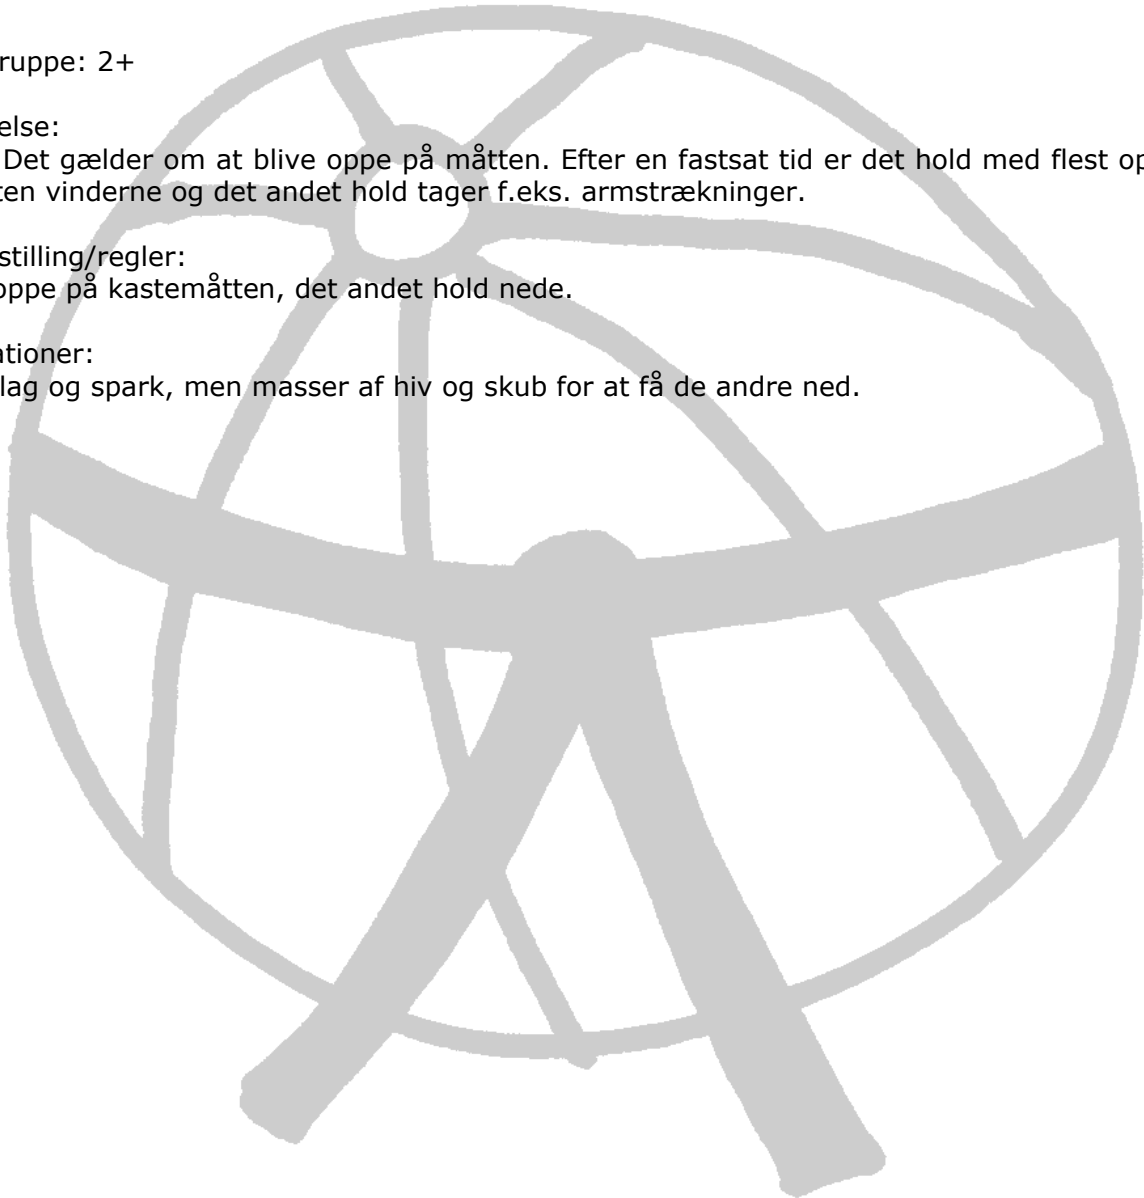 ruppe: 2+
else:
Det gælder om at blive oppe på måtten. Efter en fastsat tid er det hold med flest op
ten vinderne og det andet hold tager f.eks. armstrækninger.
stilling/regler:
oppe på kastemåtten, det andet hold nede.
ationer:
lag og spark, men masser af hiv og skub for at få de andre ned.